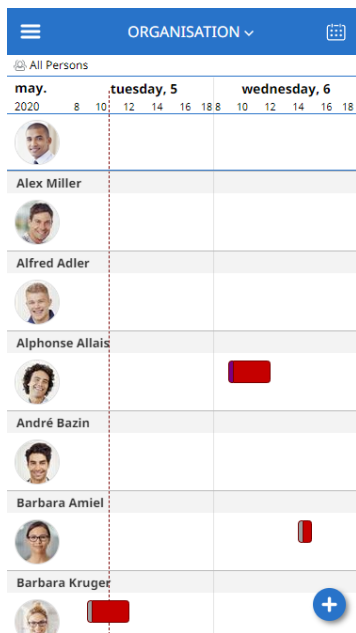 ORGANISATION
All Persons
may. tuesday, 5 wednesday, 6
2020 8 10 12 14 16 18 8 10 12 14 16 18
Alex Miller
Alfred Adler
Alphonse Allais
André Bazin
Barbara Amiel
Barbara Kruger
+